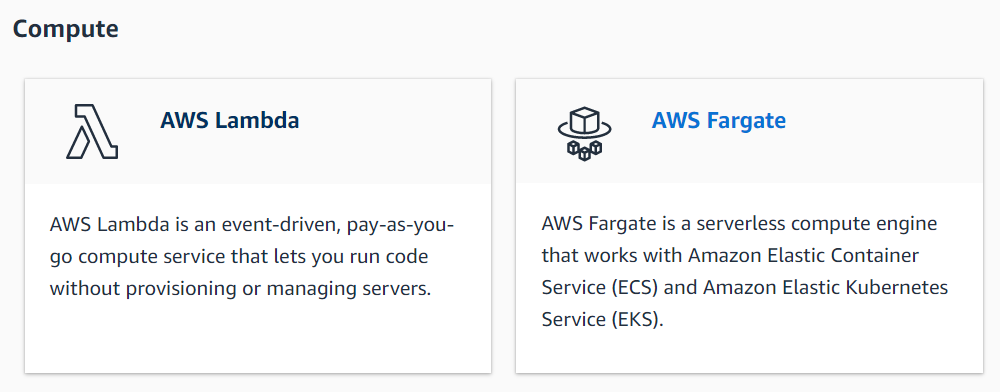 Compute
AWS Lambda
AWS Lambda is an event-driven, pay-as-you-
go compute service that lets you run code
without provisioning or managing servers.
AWS Fargate
AWS Fargate is a serverless compute engine
that works with Amazon Elastic Container
Service (ECS) and Amazon Elastic Kubernetes
Service (EKS).